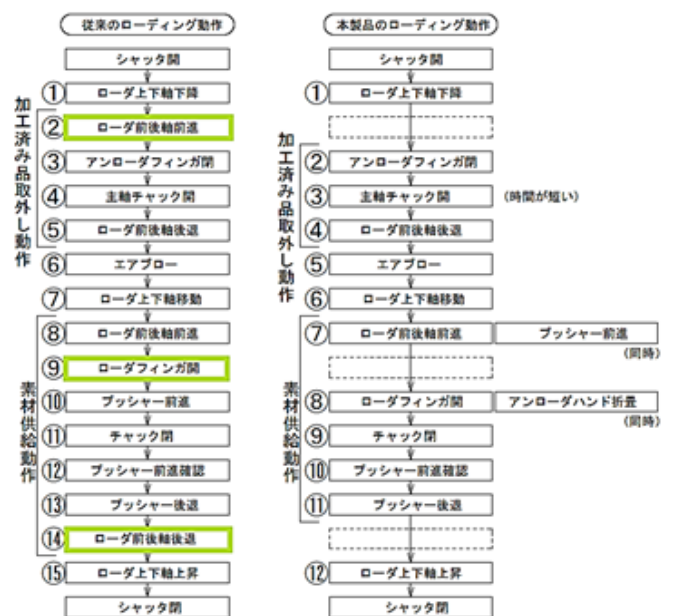 従来のローディング動作
シャッタ開
① ローダ上下軸下降
② ローダ前後軸前進
③ アンローダフィンガ閉
④ 主軸チャック開
⑤ ローダ前後軸後退
⑥ エアブロー
⑦ ローダ上下軸移動
⑧ ローダ前後軸前進
⑨ ローダフィンガ開
⑩ プッシャー前進
⑪ チャック閉
⑫ プッシャー前進確認
⑬ プッシャー後退
⑭ ローダ前後軸後退
⑮ ローダ上下軸上昇
シャッタ閉
加工済み品取外し動作
素材供給動作
本製品のローディング動作
シャッタ開
① ローダ上下軸下降
② アンローダフィンガ閉
③ 主軸チャック開 (時間が短い)
④ ローダ前後軸後退
⑤ エアブロー
⑥ ローダ上下軸移動
⑦ ローダ前後軸前進 プッシャー前進
(同時)
⑧ ローダフィンガ開 アンローダハンド折畳
(同時)
⑨ チャック閉
⑩ プッシャー前進確認
⑪ プッシャー後退
⑫ ローダ上下軸上昇
シャッタ閉
加工済み品取外し動作
素材供給動作